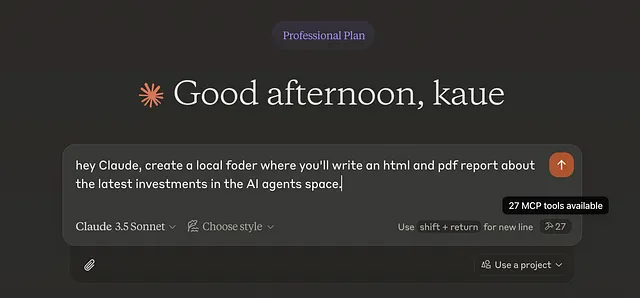 Professional Plan
Good afternoon, kaue
hey Claude, create a local foder where you'll write an html and pdf report about
the latest investments in the AI agents space.
27 MCP tools available
Claude 3.5 Sonnet Choose style Use shift + return for new line 27
Use a project